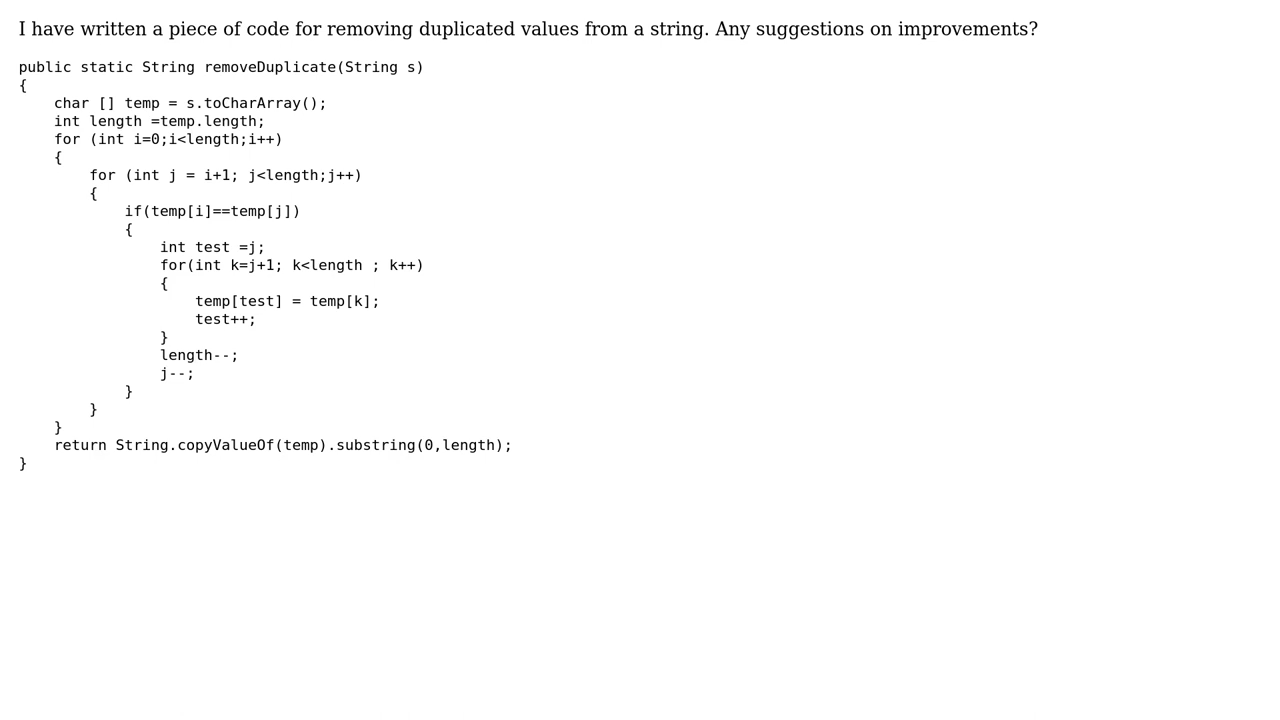 I have written a piece of code for removing duplicated values from a string. Any suggestions on improvements?
public static String removeDuplicate(String s)
{
    char [] temp = s.toCharArray();
    int length =temp.length;
    for (int i=0;i<length;i++)
    {
        for (int j = i+1; j<length;j++)
        {
            if(temp[i]==temp[j])
            {
                int test =j;
                for(int k=j+1; k<length ; k++)
                {
                    temp[test] = temp[k];
                    test++;
                }
                length--;
                j--;
            }
        }
    }
    return String.copyValueOf(temp).substring(0,length);
}